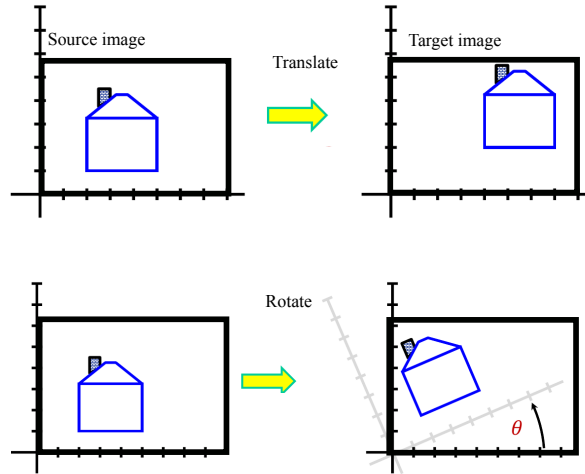 Source image
Translate
Target image
Rotate
θ